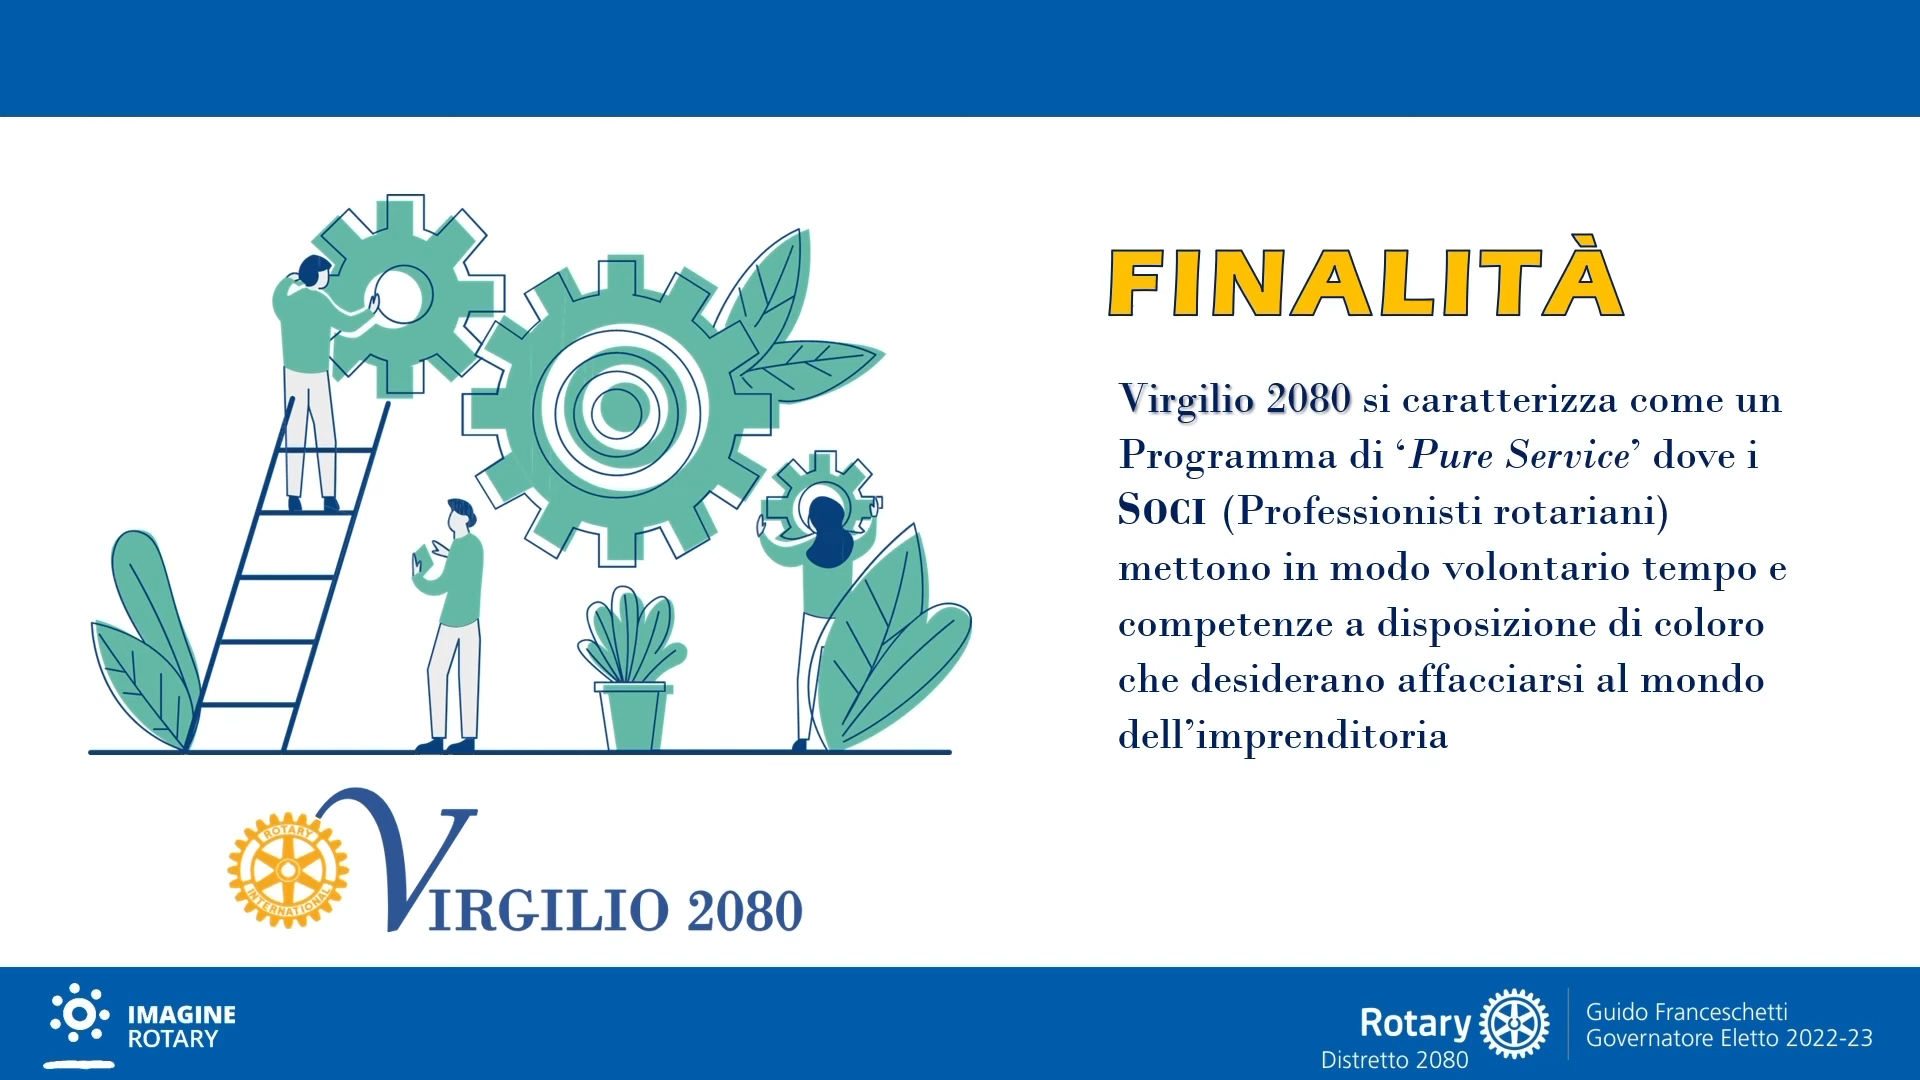 FINALITÀ
Virgilio 2080 si caratterizza come un
Programma di ‘Pure Service’ dove i
SOCI (Professionisti rotariani)
mettono in modo volontario tempo e
competenze a disposizione di coloro
che desiderano affacciarsi al mondo
dell’imprenditoria
ROTARY
INTERNATIONAL
VIRGILIO 2080
IMAGINE
ROTARY
Rotary
Distretto 2080
Guido Franceschetti
Governatore Eletto 2022-23